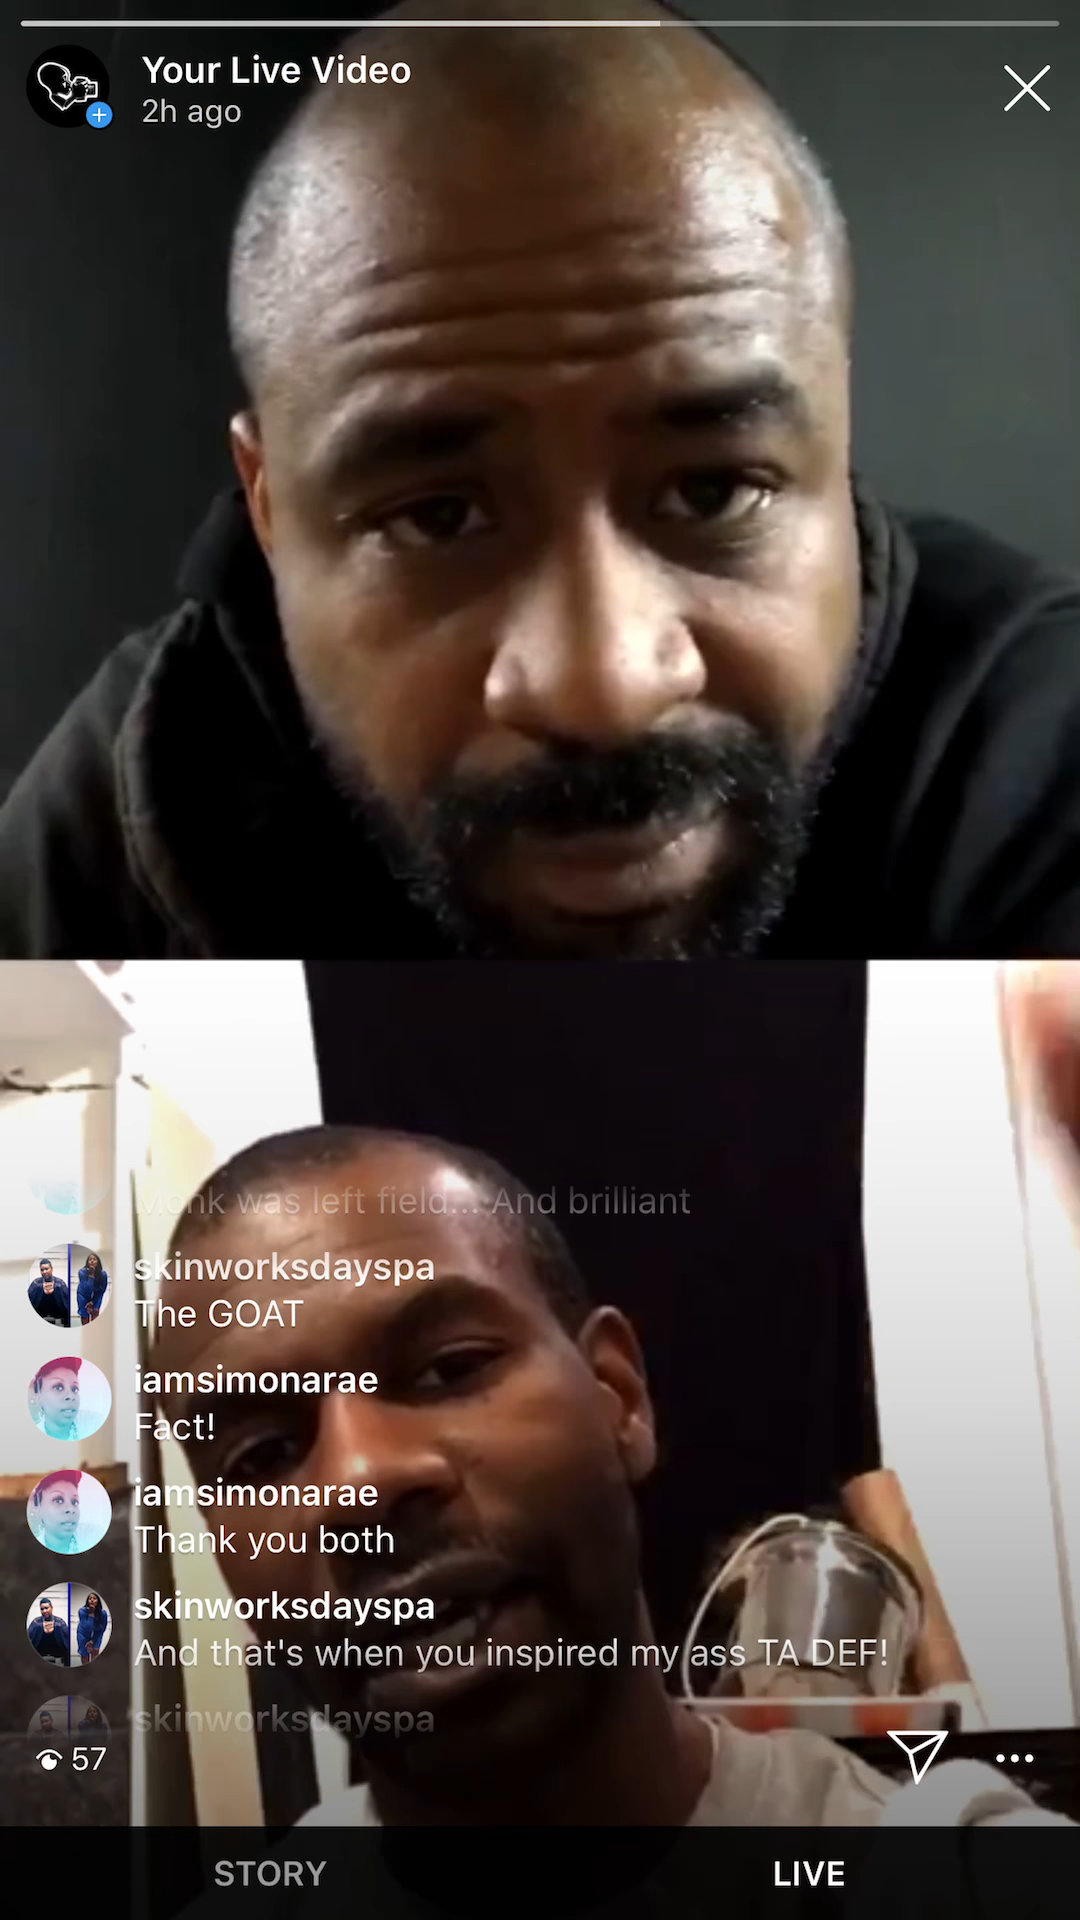 Your Live Video
2h ago
Monk was left field... And brilliant
skinworksdayspa
The GOAT
iamsimonarae
Fact!
iamsimonarae
Thank you both
skinworksdayspa
And that's when you inspired my ass TA DEF!
skinworksdayspa
57
STORY
LIVE